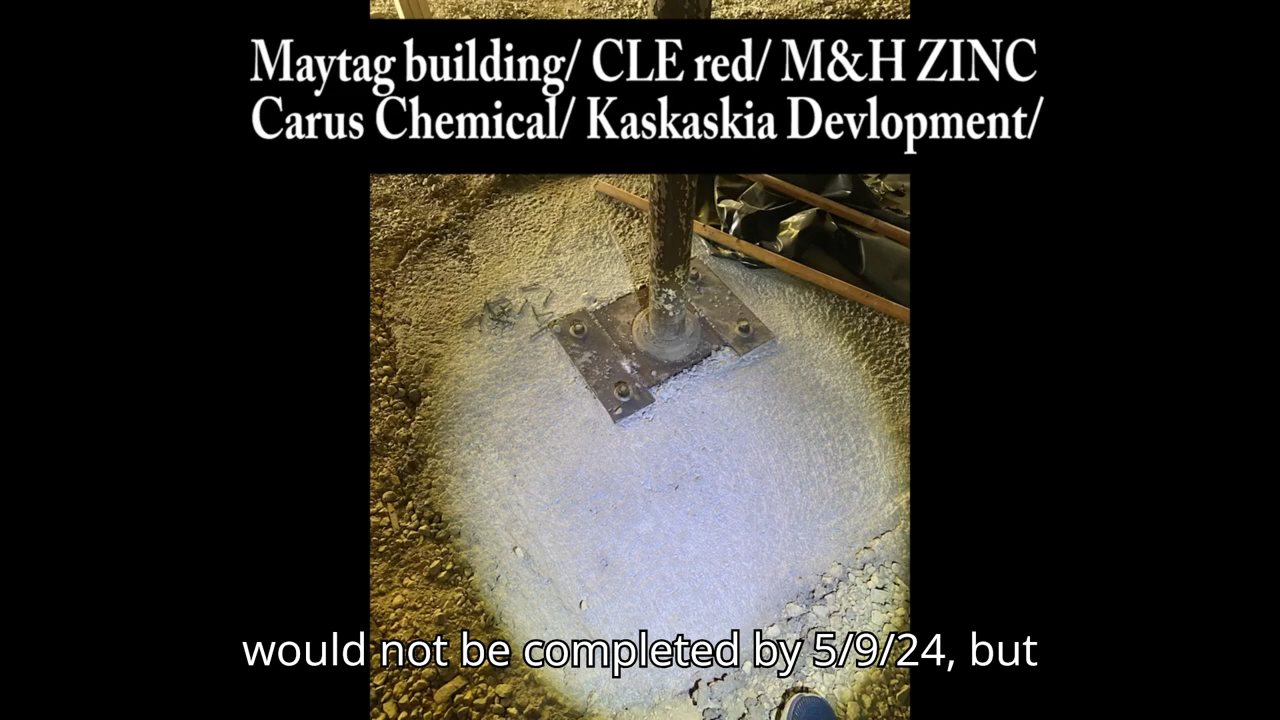 Maytag building/ CLE red/ M&H ZINC
Carus Chemical/ Kaskaskia Devlopment/
would not be completed by 5/9/24, but